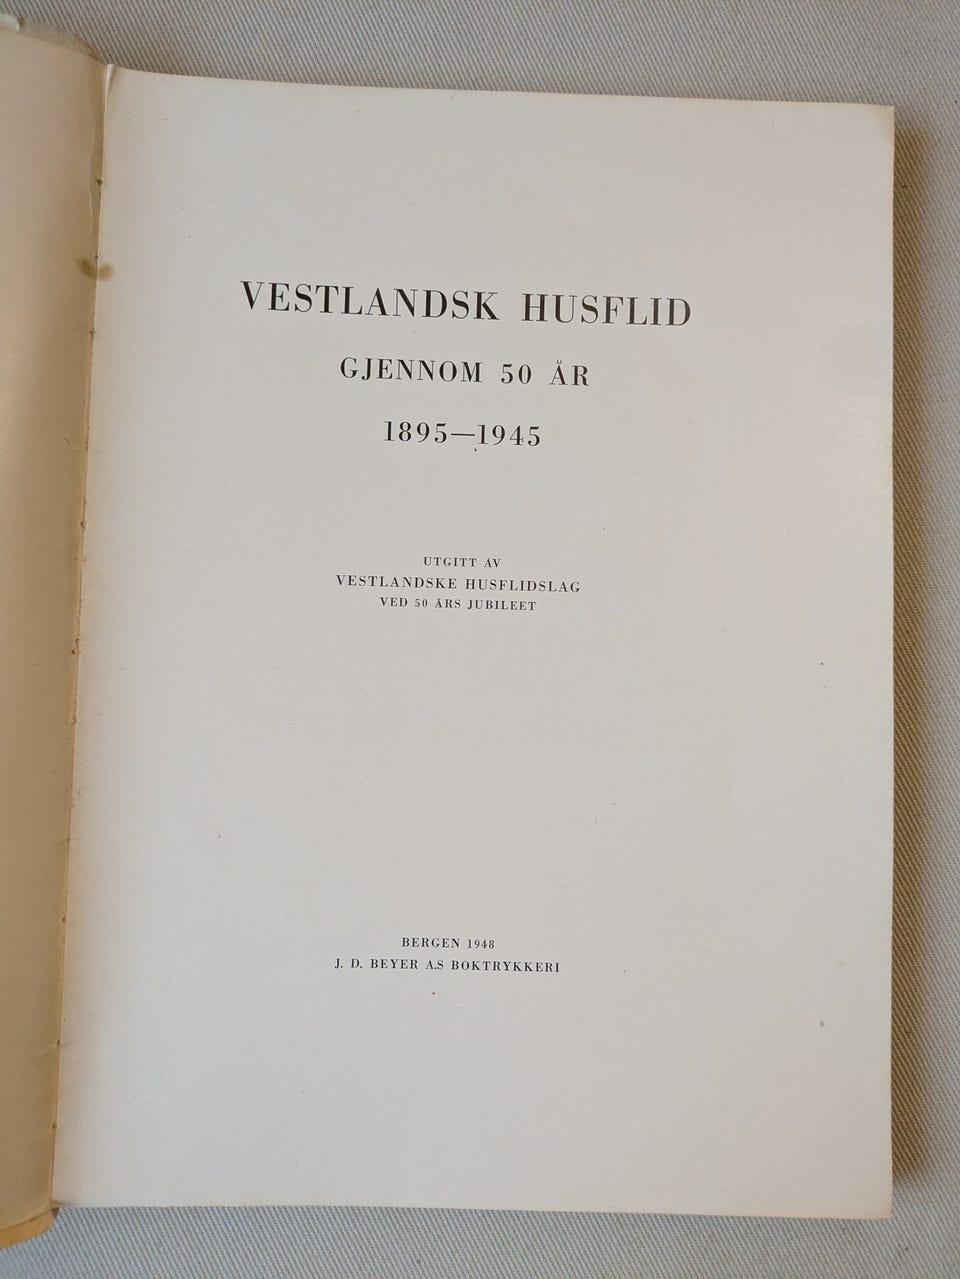 VESTLANDSK HUSFLID
GJENNOM 50 ÅR
1895—1945
UTGITT AV
VESTLANDSKE HUSFLIDSLAG
VED 50 ÅRS JUBILEET
BERGEN 1948
J. D. BEYER A.S BOKTRYKKERI